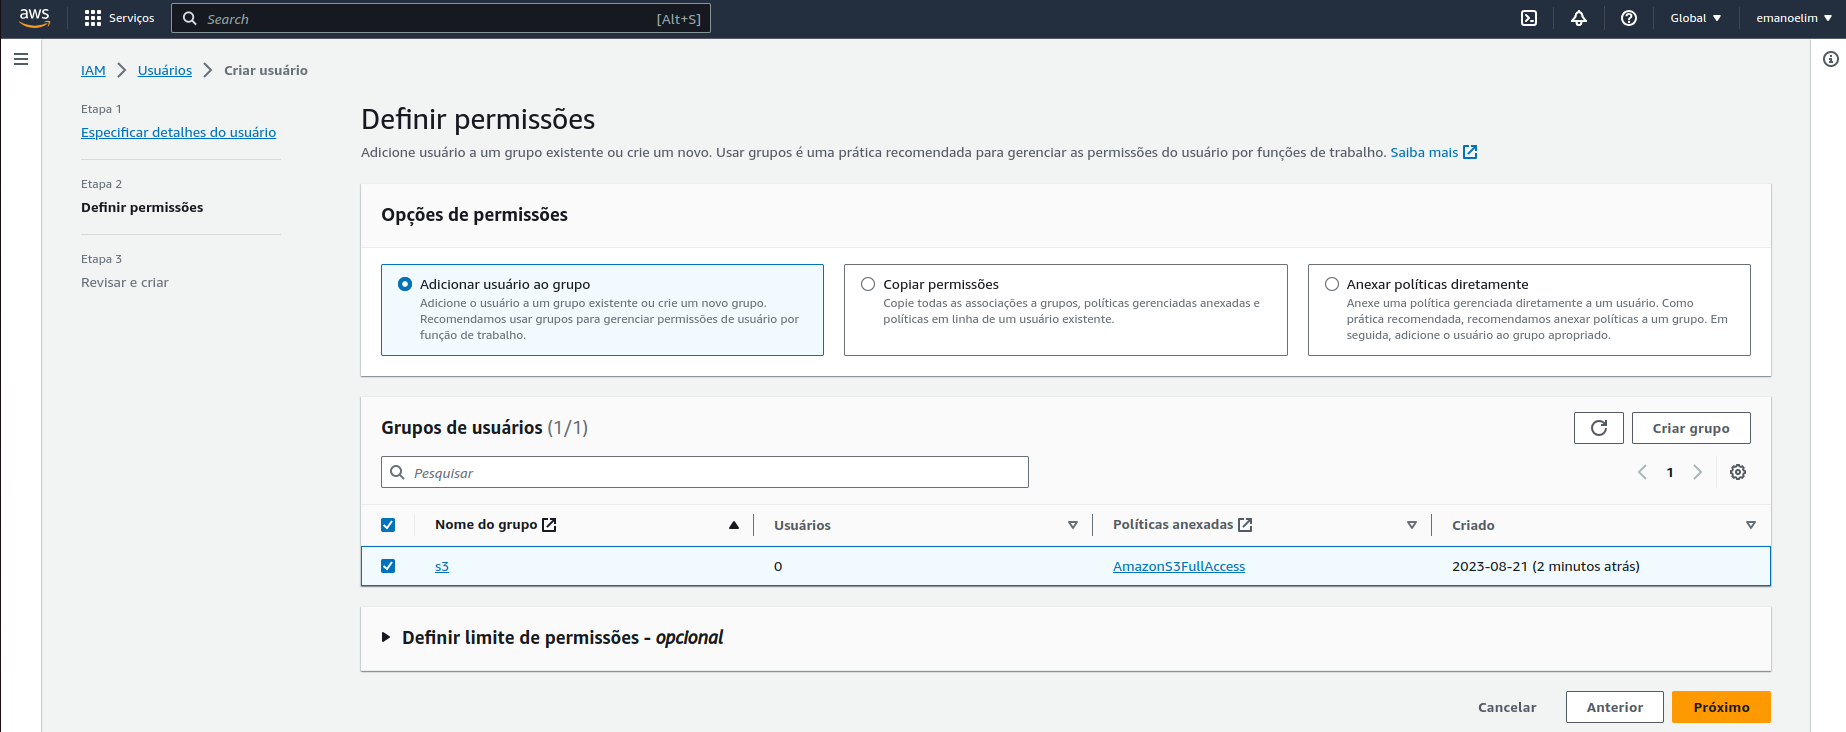 aws
Serviços
Search
[Alt+S]
Global
emanoelim
IAM
Usuários
Criar usuário
Etapa 1
Especificar detalhes do usuário
Etapa 2
Definir permissões
Etapa 3
Revisar e criar
Definir permissões
Adicione usuário a um grupo existente ou crie um novo. Usar grupos é uma prática recomendada para gerenciar as permissões do usuário por funções de trabalho. Saiba mais
Opções de permissões
Adicionar usuário ao grupo
Adicione o usuário a um grupo existente ou crie um novo grupo.
Recomendamos usar grupos para gerenciar permissões de usuário por
função de trabalho.
Copiar permissões
Copie todas as associações a grupos, políticas gerenciadas anexadas e
políticas em linha de um usuário existente.
Anexar políticas diretamente
Anexe uma política gerenciada diretamente a um usuário. Como
prática recomendada, recomendamos anexar políticas a um grupo. Em
seguida, adicione o usuário ao grupo apropriado.
Grupos de usuários (1/1)
Criar grupo
Pesquisar
1
Nome do grupo
Usuários
Políticas anexadas
Criado
s3
0
AmazonS3FullAccess
2023-08-21 (2 minutos atrás)
Definir limite de permissões - opcional
Cancelar
Anterior
Próximo